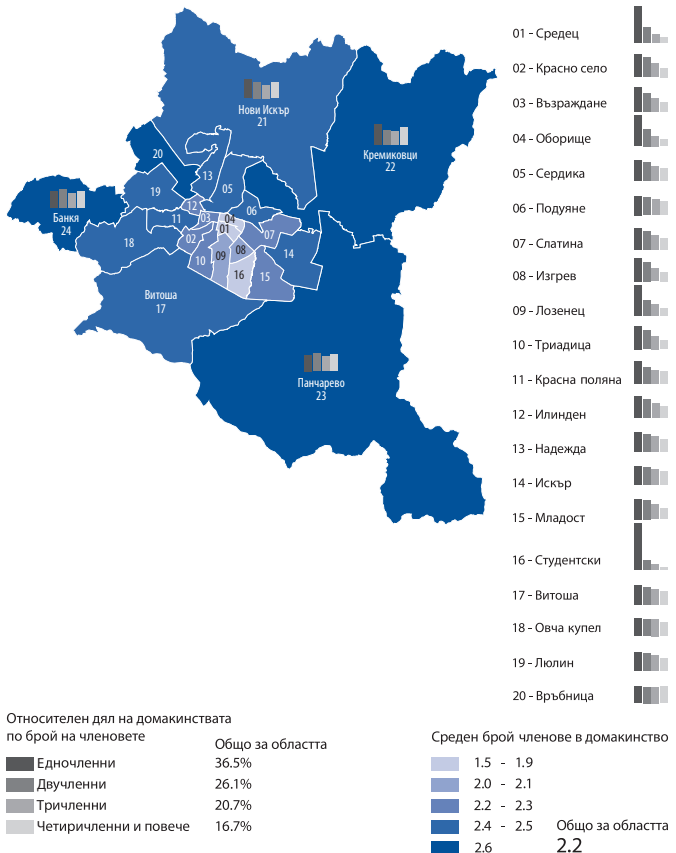 01 - Средец
02 - Красно село
03 - Възраждане
04 - Оборище
05 - Сердика
06 - Подуяне
07 - Слатина
08 - Изгрев
09 - Лозенец
10 - Триадица
11 - Красна поляна
12 - Илинден
13 - Надежда
14 - Искър
15 - Младост
16 - Студентски
17 - Витоша
18 - Овча купел
19 - Люлин
20 - Връбница
Нови Искър
21
Кремиковци
22
20
13
19
05
Банкя
24
12
06
11
03
04
01
07
18
02
09
08
14
10
16
15
Витоша
17
Панчарево
23
Относителен дял на домакинствата
по брой на членовете
Общо за областта
Едночленни 36.5%
Двучленни 26.1%
Тричленни 20.7%
Четиричленни и повече 16.7%
Среден брой членове в домакинство
1.5 - 1.9
2.0 - 2.1
2.2 - 2.3
2.4 - 2.5
2.6
Общо за областта
2.2